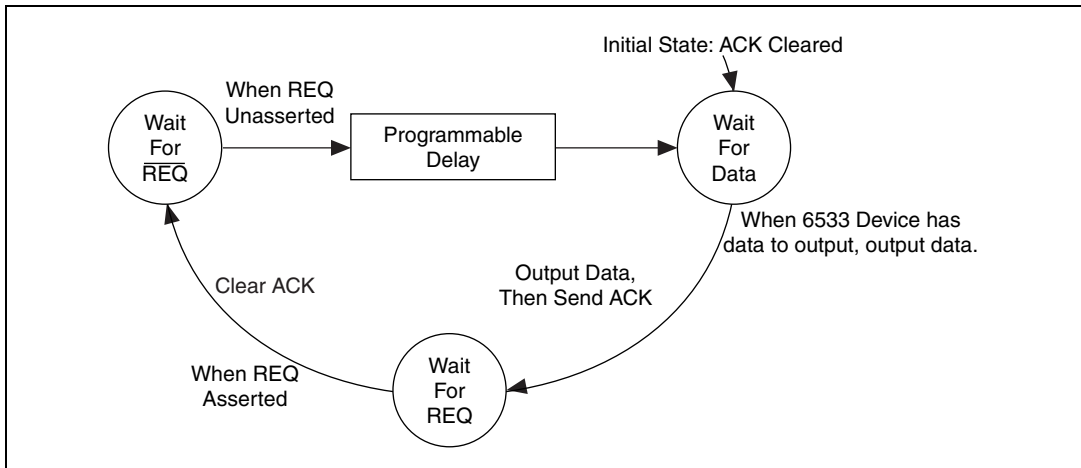 Initial State: ACK Cleared
When REQ
Unasserted
Wait
For
R̅E̅Q̅
Programmable
Delay
Wait
For
Data
When 6533 Device has
data to output, output data.
Output Data,
Then Send ACK
Clear ACK
When REQ
Asserted
Wait
For
REQ